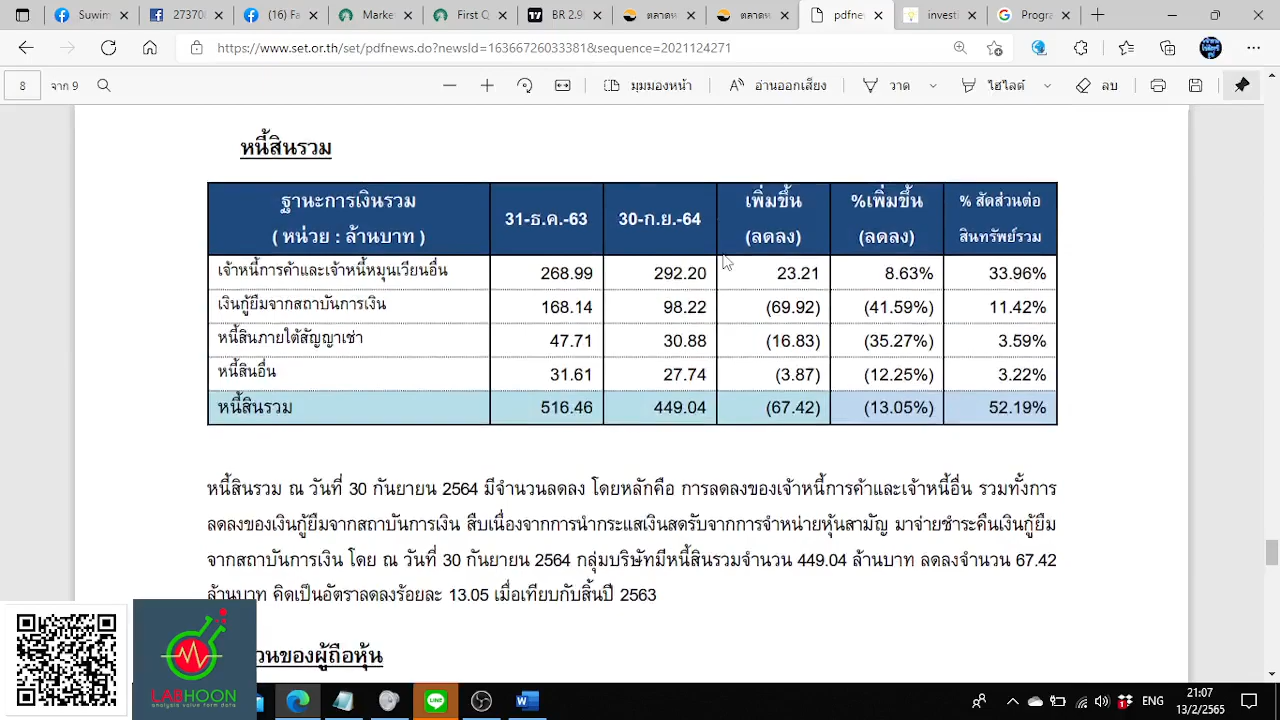 Suwim
27370
Market
First Q
BR 2.9
ตลาด
ตลาด
pdfne
invest
Progra
https://www.set.or.th/set/pdfnews.do?newsId=16366726033381&sequence=2021124271
8 จาก 9 มุมมองหน้า อ่านออกเสียง วาด ไฮไลต์ ลบ
หนี้สินรวม
ฐานะการเงินรวม
( หน่วย : ล้านบาท )
31-ธ.ค.-63
30-ก.ย.-64
เพิ่มขึ้น
(ลดลง)
%เพิ่มขึ้น
(ลดลง)
% สัดส่วนต่อ
สินทรัพย์รวม
เจ้าหนี้การค้าและเจ้าหนี้หมุนเวียนอื่น 268.99 292.20 23.21 8.63% 33.96%
เงินกู้ยืมจากสถาบันการเงิน 168.14 98.22 (69.92) (41.59%) 11.42%
หนี้สินภายใต้สัญญาเช่า 47.71 30.88 (16.83) (35.27%) 3.59%
หนี้สินอื่น 31.61 27.74 (3.87) (12.25%) 3.22%
หนี้สินรวม 516.46 449.04 (67.42) (13.05%) 52.19%
หนี้สินรวม ณ วันที่ 30 กันยายน 2564 มีจำนวนลดลง โดยหลักคือ การลดลงของเจ้าหนี้การค้าและเจ้าหนี้อื่น รวมทั้งการ
ลดลงของเงินกู้ยืมจากสถาบันการเงิน สืบเนื่องจากการนำกระแสเงินสดรับจากการจำหน่ายหุ้นสามัญ มาจ่ายชำระคืนเงินกู้ยืม
จากสถาบันการเงิน โดย ณ วันที่ 30 กันยายน 2564 กลุ่มบริษัทมีหนี้สินรวมจำนวน 449.04 ล้านบาท ลดลงจำนวน 67.42
ล้านบาท คิดเป็นอัตราลดลงร้อยละ 13.05 เมื่อเทียบกับสิ้นปี 2563
วนของผู้ถือหุ้น
LABHOON
analysis value form data
ENG
21:07
13/2/2565